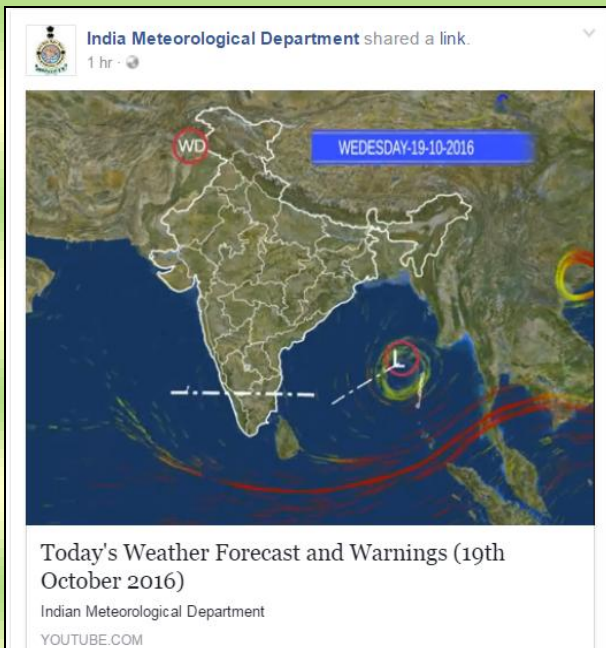 India Meteorological Department shared a link.
1 hr ·
WD
WEDESDAY-19-10-2016
L
Today's Weather Forecast and Warnings (19th
October 2016)
Indian Meteorological Department
YOUTUBE.COM